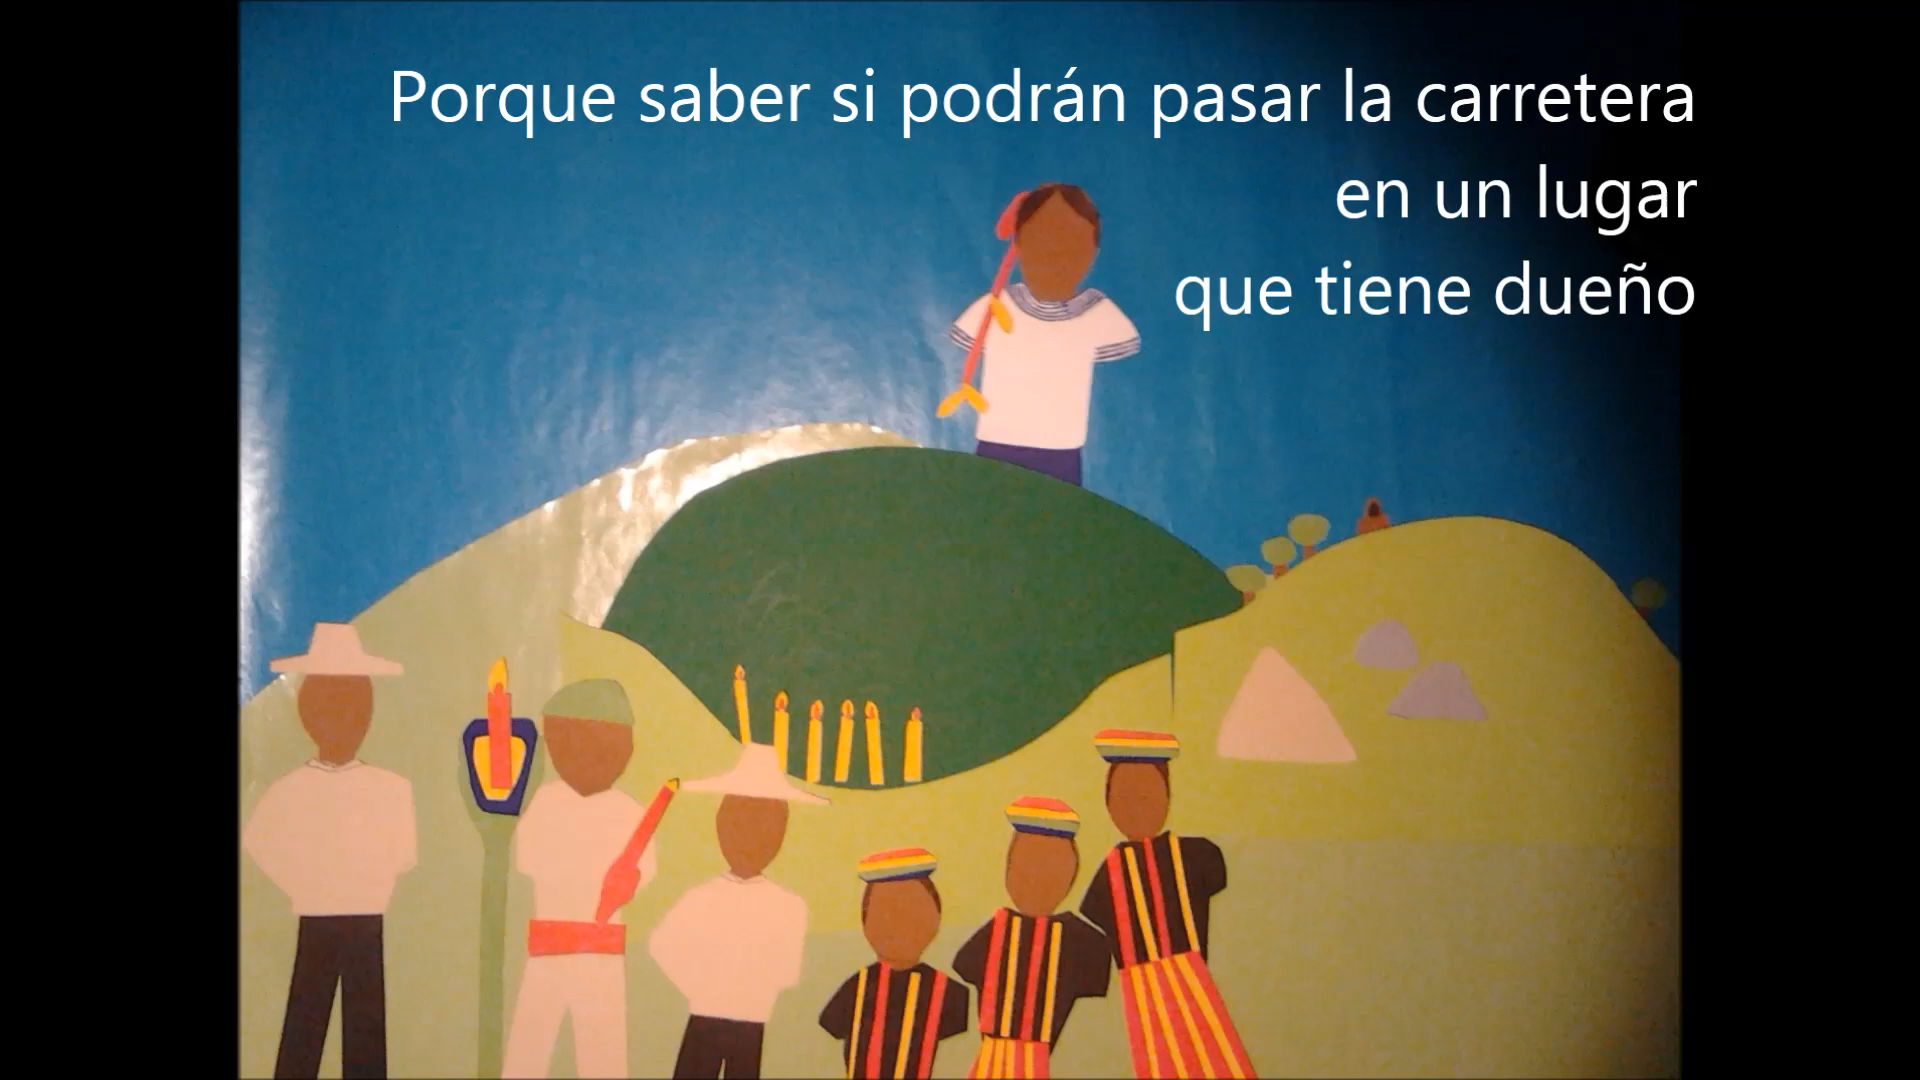 Porque saber si podrán pasar la carretera
en un lugar
que tiene dueño